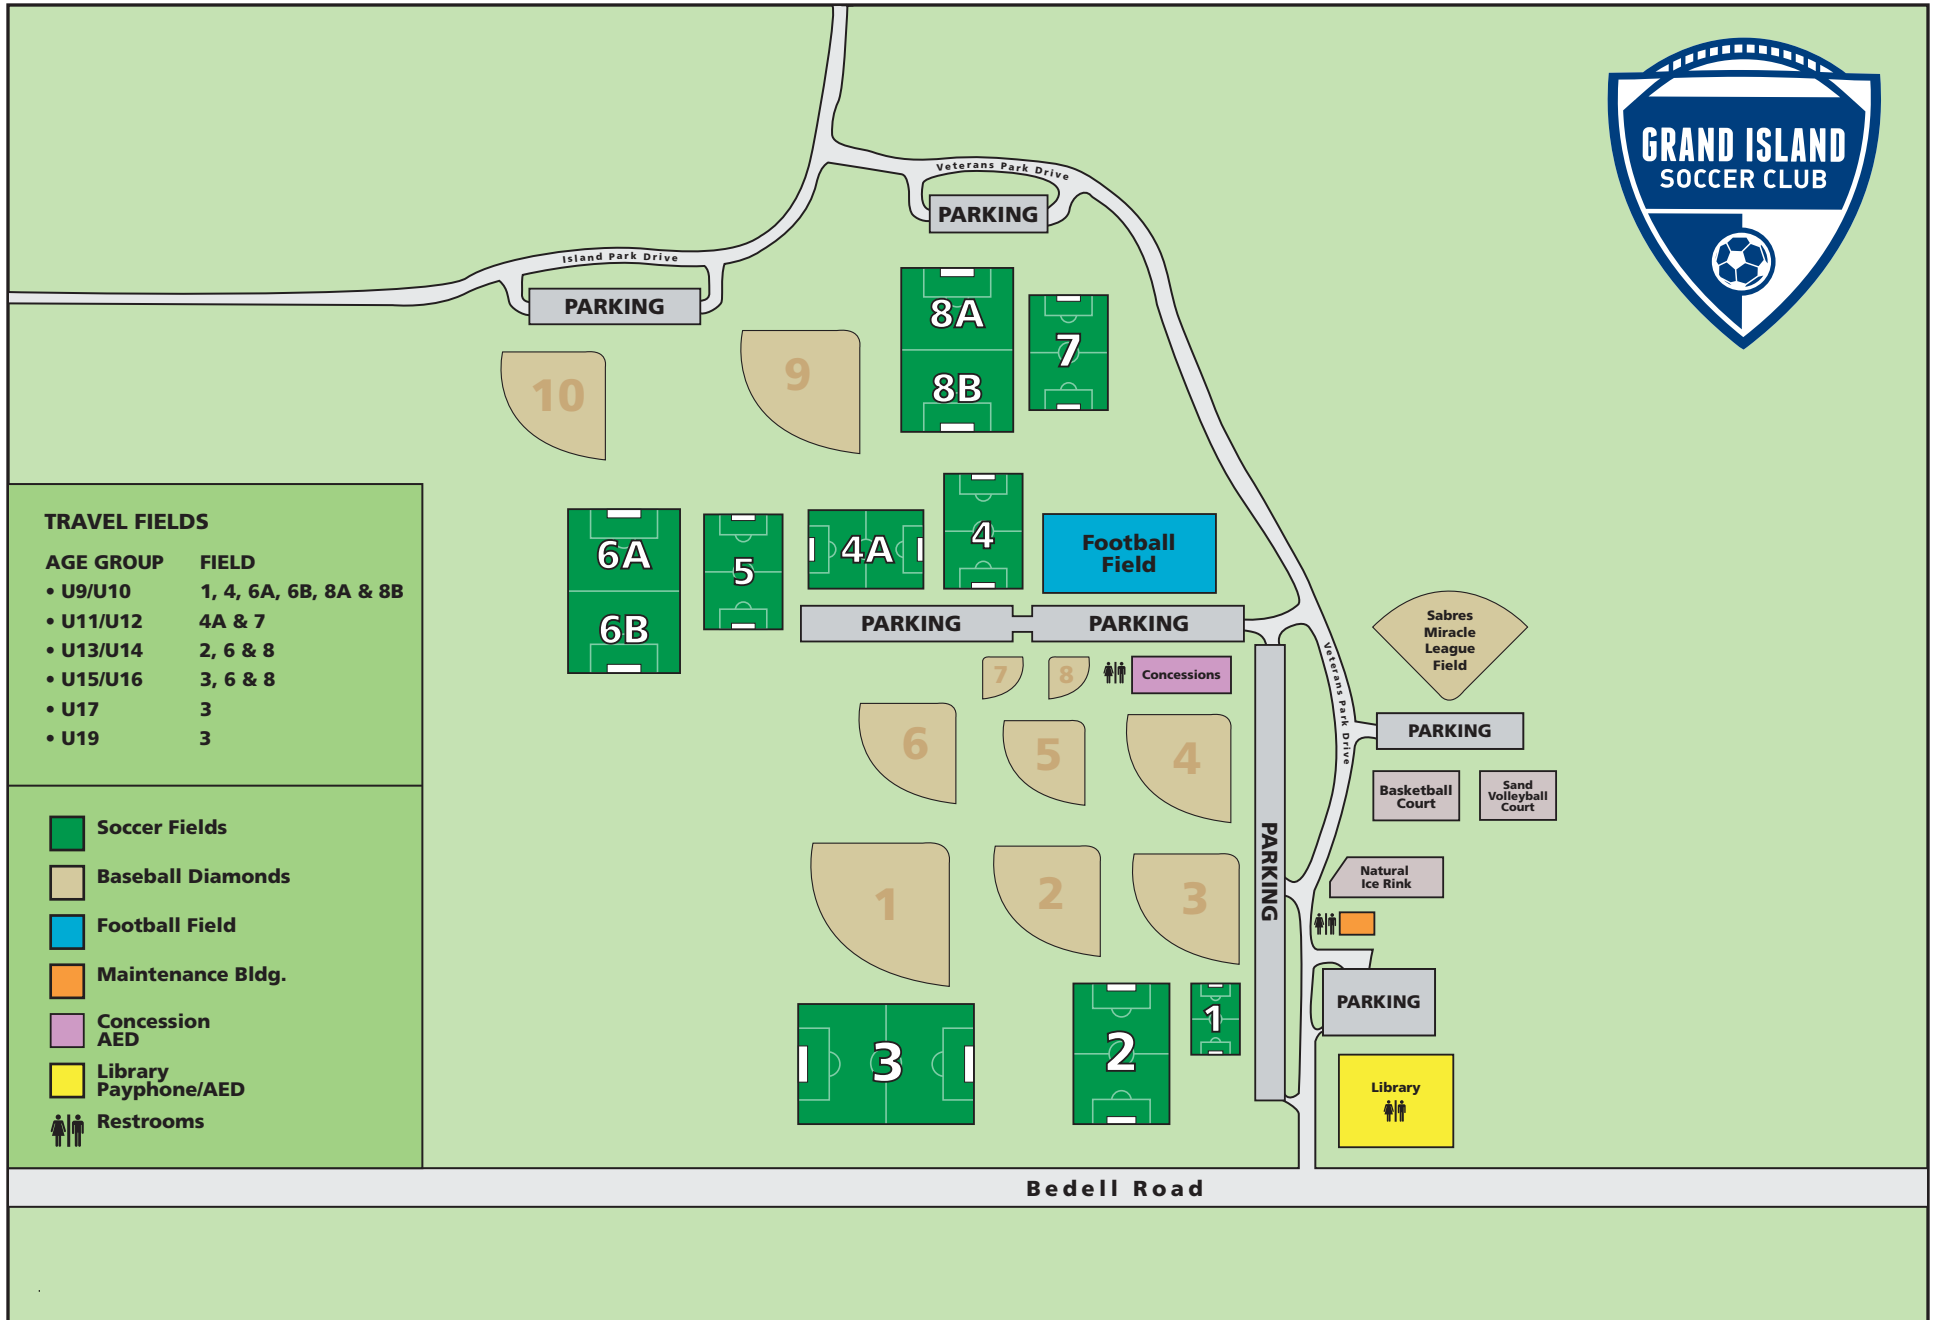 GRAND ISLAND
SOCCER CLUB
Veterans Park Drive
PARKING
Island Park Drive
PARKING
8A
8B
7
10
9
TRAVEL FIELDS
AGE GROUP FIELD
• U9/U10 1, 4, 6A, 6B, 8A & 8B
• U11/U12 4A & 7
• U13/U14 2, 6 & 8
• U15/U16 3, 6 & 8
• U17 3
• U19 3
6A
6B
5
4A
4
Football
Field
PARKING
PARKING
7
8
Concessions
Sabres
Miracle
League
Field
Veterans Park Drive
PARKING
6
5
4
Basketball
Court
Sand
Volleyball
Court
PARKING
1
2
3
Natural
Ice Rink
PARKING
3
2
1
Library
Soccer Fields
Baseball Diamonds
Football Field
Maintenance Bldg.
Concession
AED
Library
Payphone/AED
Restrooms
Bedell Road